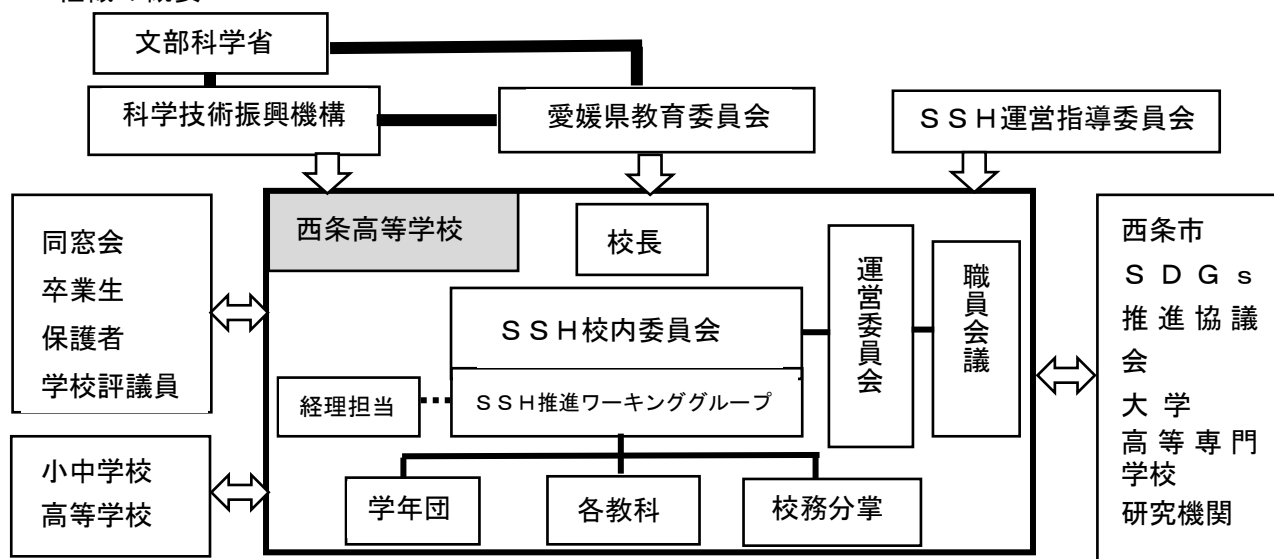 文部科学省
科学技術振興機構
愛媛県教育委員会
ＳＳＨ運営指導委員会
同窓会
卒業生
保護者
学校評議員
小中学校
高等学校
西条高等学校
校長
ＳＳＨ校内委員会
運営委員会
職員会議
経理担当
ＳＳＨ推進ワーキンググループ
学年団
各教科
校務分掌
西条市
ＳＤＧｓ
推進協議
会
大学
高等専門
学校
研究機関